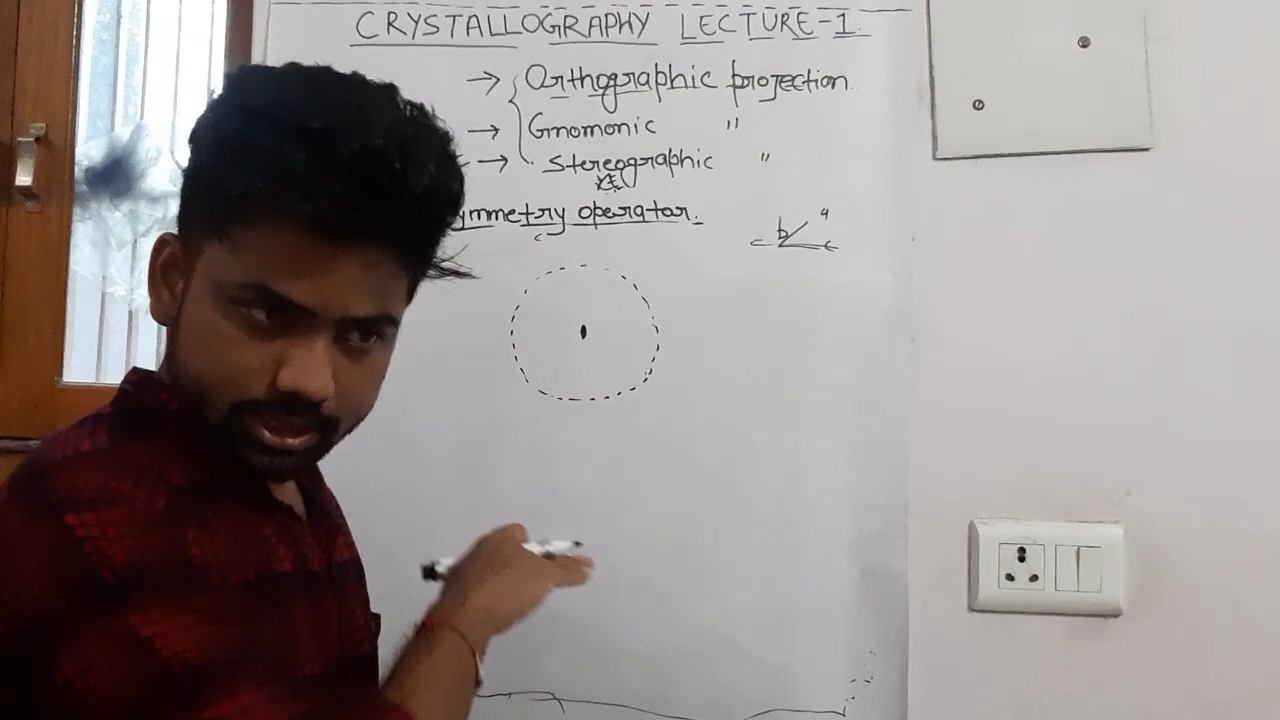 CRYSTALLOGRAPHY LECTURE-1.
→ Orthographic projection.
→ Gnomonic "
→ stereographic "
ymmetry operator.
c b a